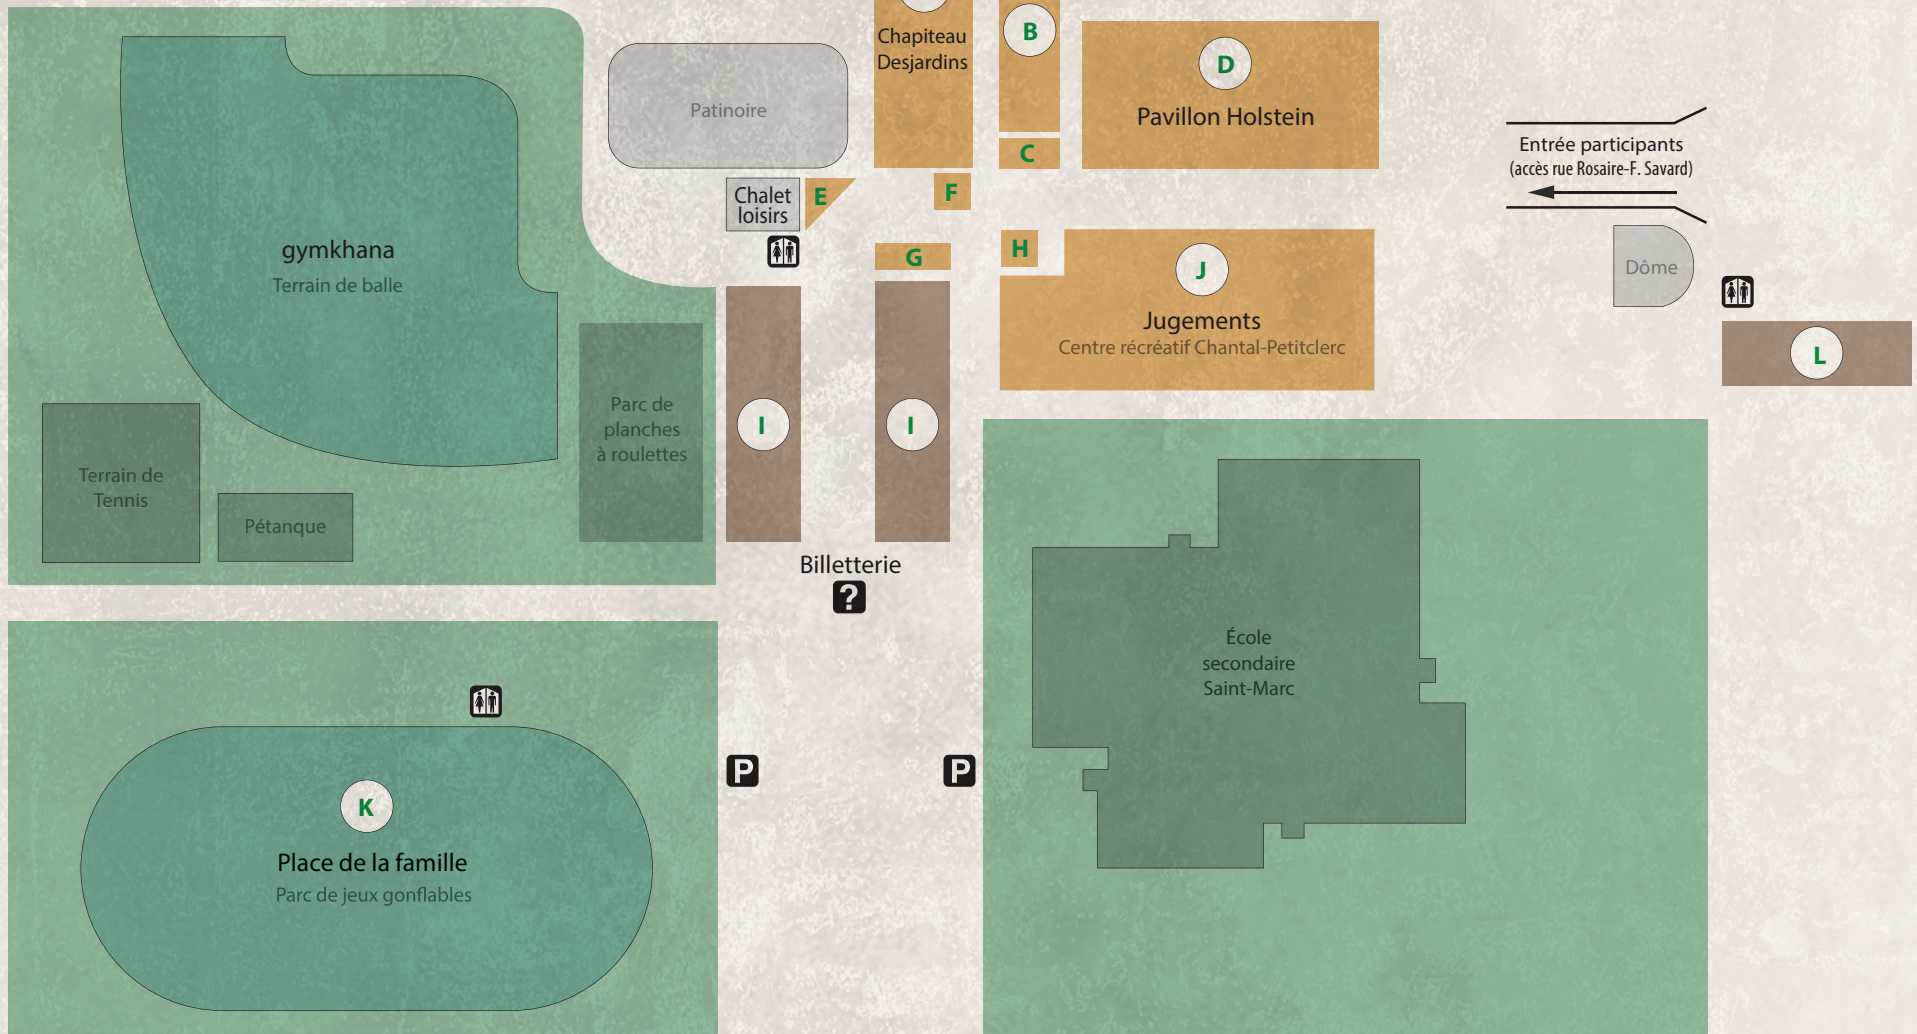 Chapiteau
Desjardins
B
D
Pavillon Holstein
C
Patinoire
Entrée participants
(accès rue Rosaire-F. Savard)
Chalet
loisirs
E
F
G
H
J
Jugements
Centre récréatif Chantal-Petitclerc
Dôme
L
gymkhana
Terrain de balle
Parc de
planches
à roulettes
I
I
Terrain de
Tennis
Pétanque
Billetterie
?
École
secondaire
Saint-Marc
P
P
K
Place de la famille
Parc de jeux gonflables